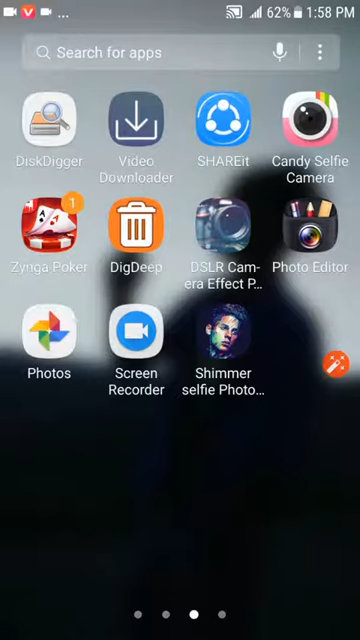 ... 62% 1:58 PM
Search for apps
DiskDigger
Video
Downloader
SHAREit
Candy Selfie
Camera
1
Zynga Poker
DigDeep
DSLR Cam-
era Effect P...
Photo Editor
Photos
Screen
Recorder
Shimmer
selfie Photo...